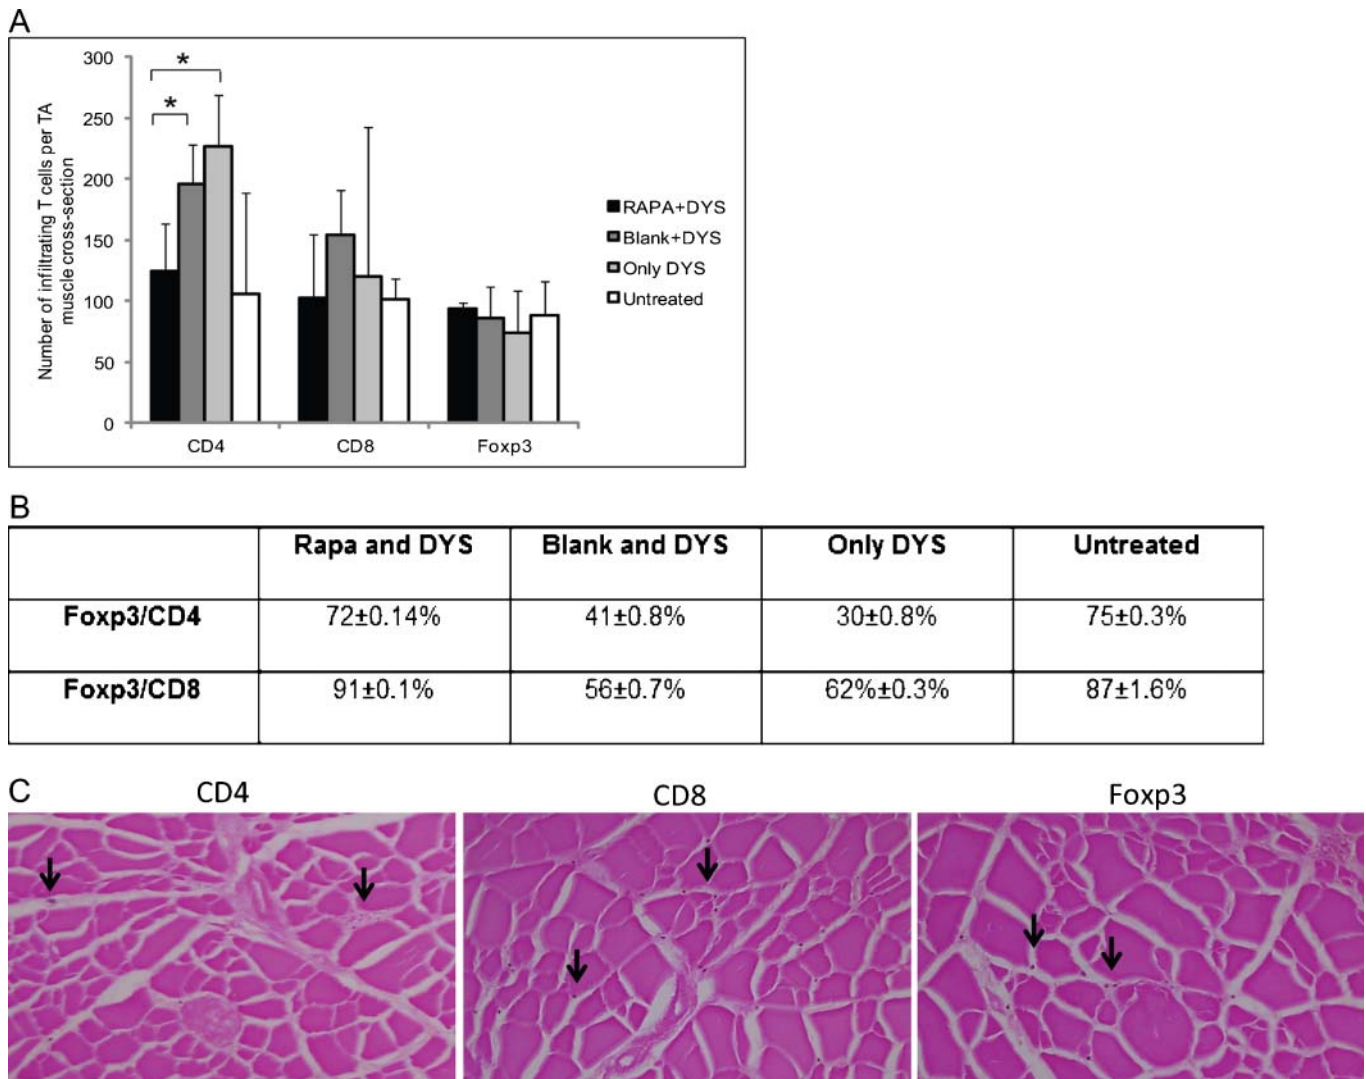 A
300
250
200
150
100
50
0
Number of infiltrating T cells per TA
muscle cross-section
*
*
CD4
CD8
Foxp3
RAPA+DYS
Blank+DYS
Only DYS
Untreated
B
Rapa and DYS Blank and DYS Only DYS Untreated
Foxp3/CD4 72±0.14% 41±0.8% 30±0.8% 75±0.3%
Foxp3/CD8 91±0.1% 56±0.7% 62%±0.3% 87±1.6%
C
CD4
CD8
Foxp3